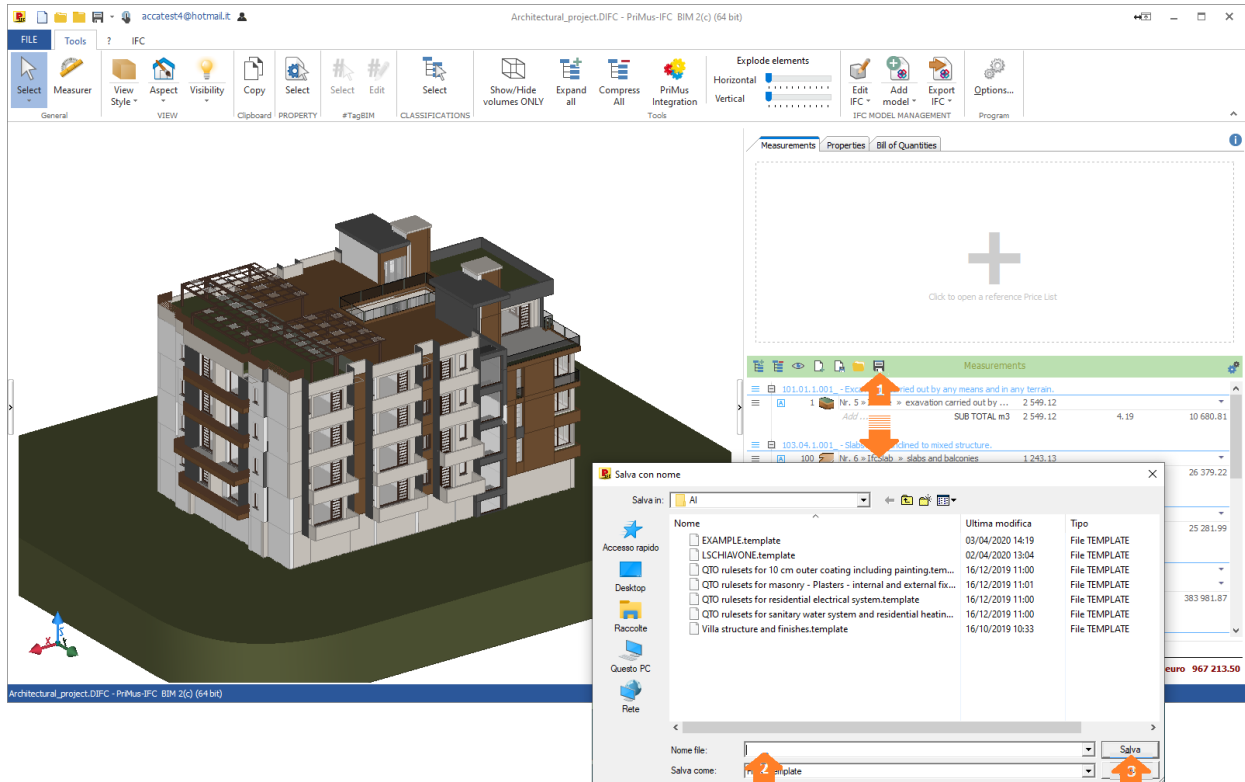 accatest4@hotmail.it
Architectural_project.DIFC - PriMus-IFC BIM 2(c) (64 bit)
FILE Tools ? IFC
Select Measurer View Style Aspect Visibility Copy Select Select Edit Select Show/Hide volumes ONLY Expand all Compress All PriMus Integration
Explode elements
Horizontal
Vertical
Edit IFC Add model Export IFC Options...
General VIEW Clipboard PROPERTY #TagBIM CLASSIFICATIONS Tools IFC MODEL MANAGEMENT Program
Measurements Properties Bill of Quantities
Click to open a reference Price List
Measurements
101.01.1.001_ - Exca ried out by any means and in any terrain.
1 Nr. 5 » » exavation carried out by ... 2 549.12
Add ... SUB TOTAL m3 2 549.12 4.19 10 680.81
103.04.1.001_ - Slab clined to mixed structure.
A 100 Nr. 6 » IfcSlab » slabs and balconies 1 243.13
26 379.22
25 281.99
383 981.87
euro 967 213.50
1
Salva con nome
Salva in: AI
Nome Ultima modifica Tipo
EXAMPLE.template 03/04/2020 14:19 File TEMPLATE
LSCHIAVONE.template 02/04/2020 13:04 File TEMPLATE
QTO rulesets for 10 cm outer coating including painting.tem... 16/12/2019 11:00 File TEMPLATE
QTO rulesets for masonry - Plasters - internal and external fix... 16/12/2019 11:01 File TEMPLATE
QTO rulesets for residential electrical system.template 16/12/2019 11:00 File TEMPLATE
QTO rulesets for sanitary water system and residential heatin... 16/12/2019 11:00 File TEMPLATE
Villa structure and finishes.template 16/10/2019 10:33 File TEMPLATE
Accesso rapido
Desktop
Raccolte
Questo PC
Rete
Nome file: Salva
Salva come: template
2
3
Architectural_project.DIFC - PriMus-IFC BIM 2(c) (64 bit)